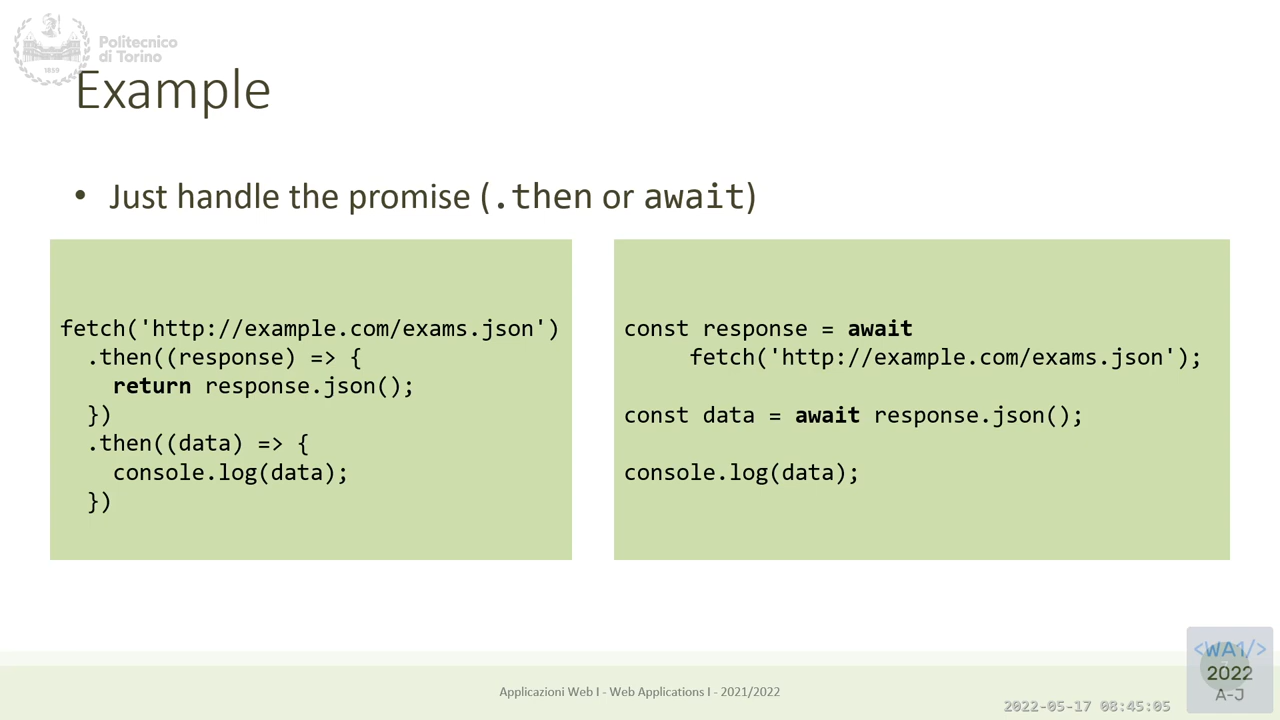 Politecnico
di Torino
1859
Example
• Just handle the promise (.then or await)
fetch('http://example.com/exams.json')
.then((response) => {
return response.json();
})
.then((data) => {
console.log(data);
})
const response = await
fetch('http://example.com/exams.json');
const data = await response.json();
console.log(data);
Applicazioni Web I - Web Applications I - 2021/2022
2022-05-17 08:45:05
<WA1/>
2022
A-J